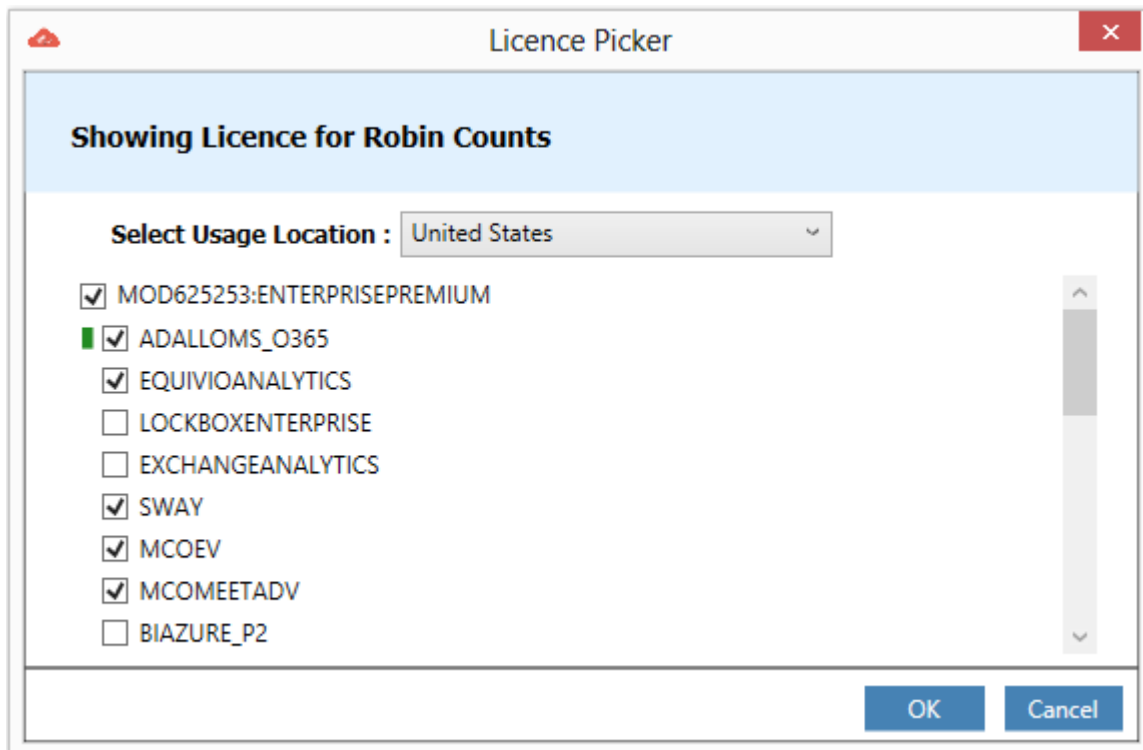 Licence Picker
Showing Licence for Robin Counts
Select Usage Location : United States
MOD625253:ENTERPRISEPREMIUM
ADALLOMS_O365
EQUIVIOANALYTICS
LOCKBOXENTERPRISE
EXCHANGEANALYTICS
SWAY
MCOEV
MCOMEETADV
BIAZURE_P2
OK Cancel